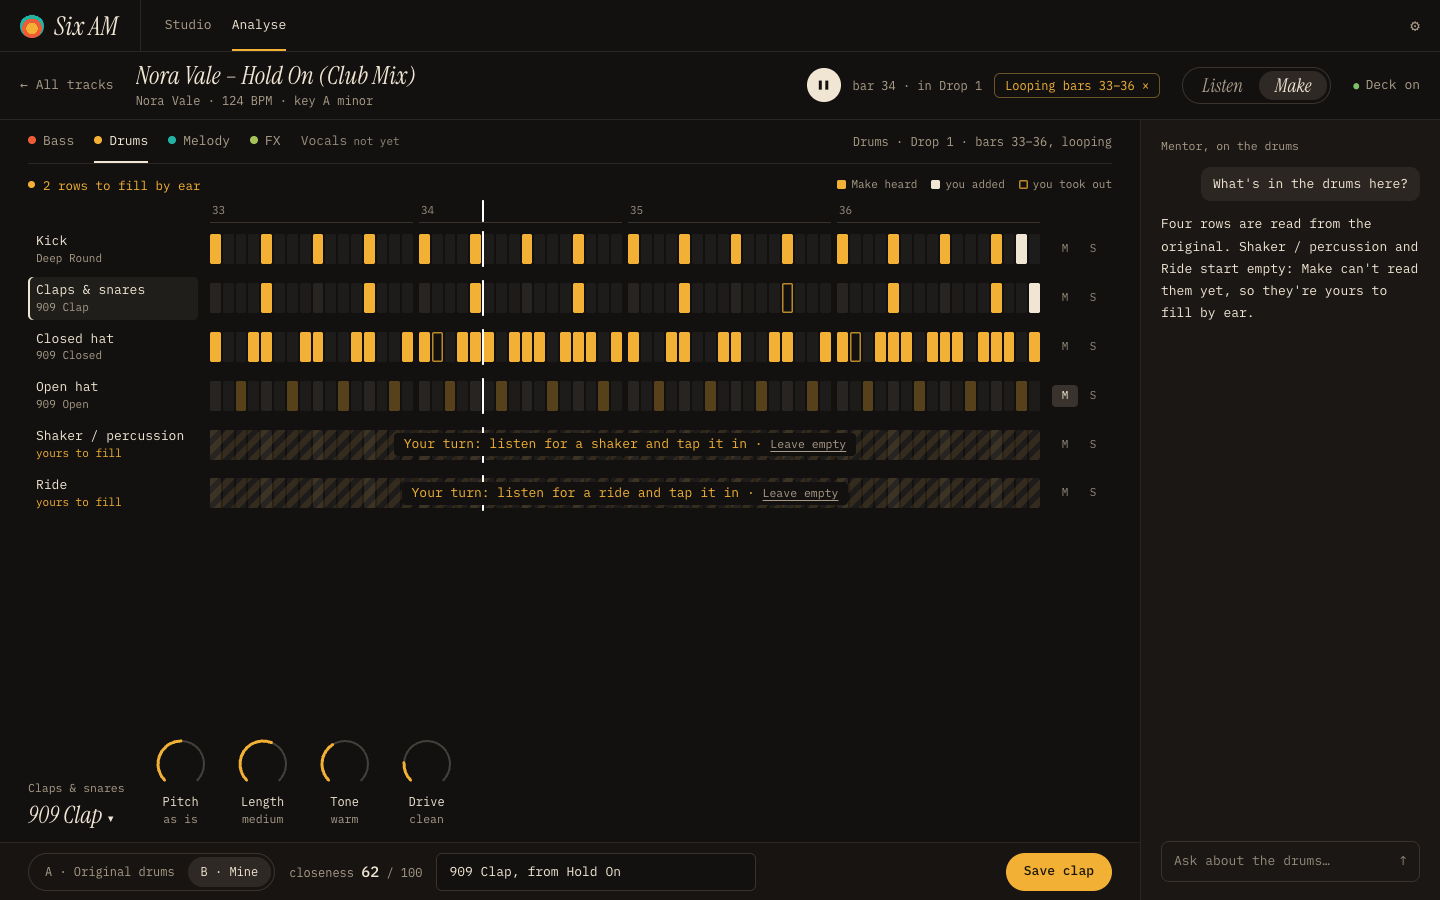 Six AM
Studio Analyse
⚙
← All tracks
Nora Vale – Hold On (Club Mix)
Nora Vale · 124 BPM · key A minor
bar 34 · in Drop 1
Looping bars 33–36 ×
Listen Make
Deck on
Bass Drums Melody FX Vocals not yet
Drums · Drop 1 · bars 33–36, looping
2 rows to fill by ear
Make heard you added you took out
33 34 35 36
Kick
Deep Round
M S
Claps & snares
909 Clap
M S
Closed hat
909 Closed
M S
Open hat
909 Open
M S
Shaker / percussion
yours to fill
Your turn: listen for a shaker and tap it in · Leave empty
M S
Ride
yours to fill
Your turn: listen for a ride and tap it in · Leave empty
M S
Claps & snares
909 Clap ▾
Pitch
as is
Length
medium
Tone
warm
Drive
clean
A · Original drums B · Mine
closeness 62 / 100
909 Clap, from Hold On
Save clap
Mentor, on the drums
What's in the drums here?
Four rows are read from the
original. Shaker / percussion and
Ride start empty: Make can't read
them yet, so they're yours to
fill by ear.
Ask about the drums…
↑